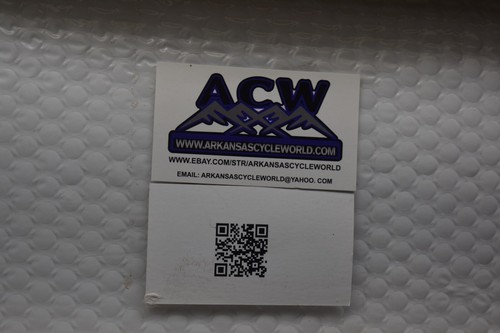 ACW
WWW.ARKANSASCYCLEWORLD.COM
WWW.EBAY.COM/STR/ARKANSASCYCLEWORLD
EMAIL: ARKANSASCYCLEWORLD@YAHOO. COM